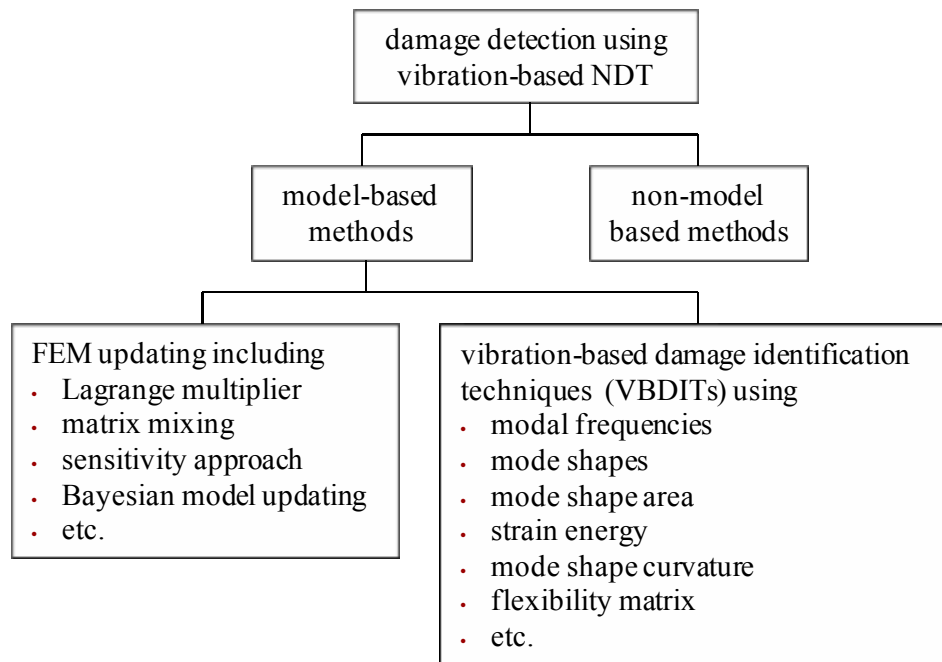 damage detection using
vibration-based NDT
model-based
methods
non-model
based methods
FEM updating including
• Lagrange multiplier
• matrix mixing
• sensitivity approach
• Bayesian model updating
• etc.
vibration-based damage identification
techniques (VBDITs) using
• modal frequencies
• mode shapes
• mode shape area
• strain energy
• mode shape curvature
• flexibility matrix
• etc.